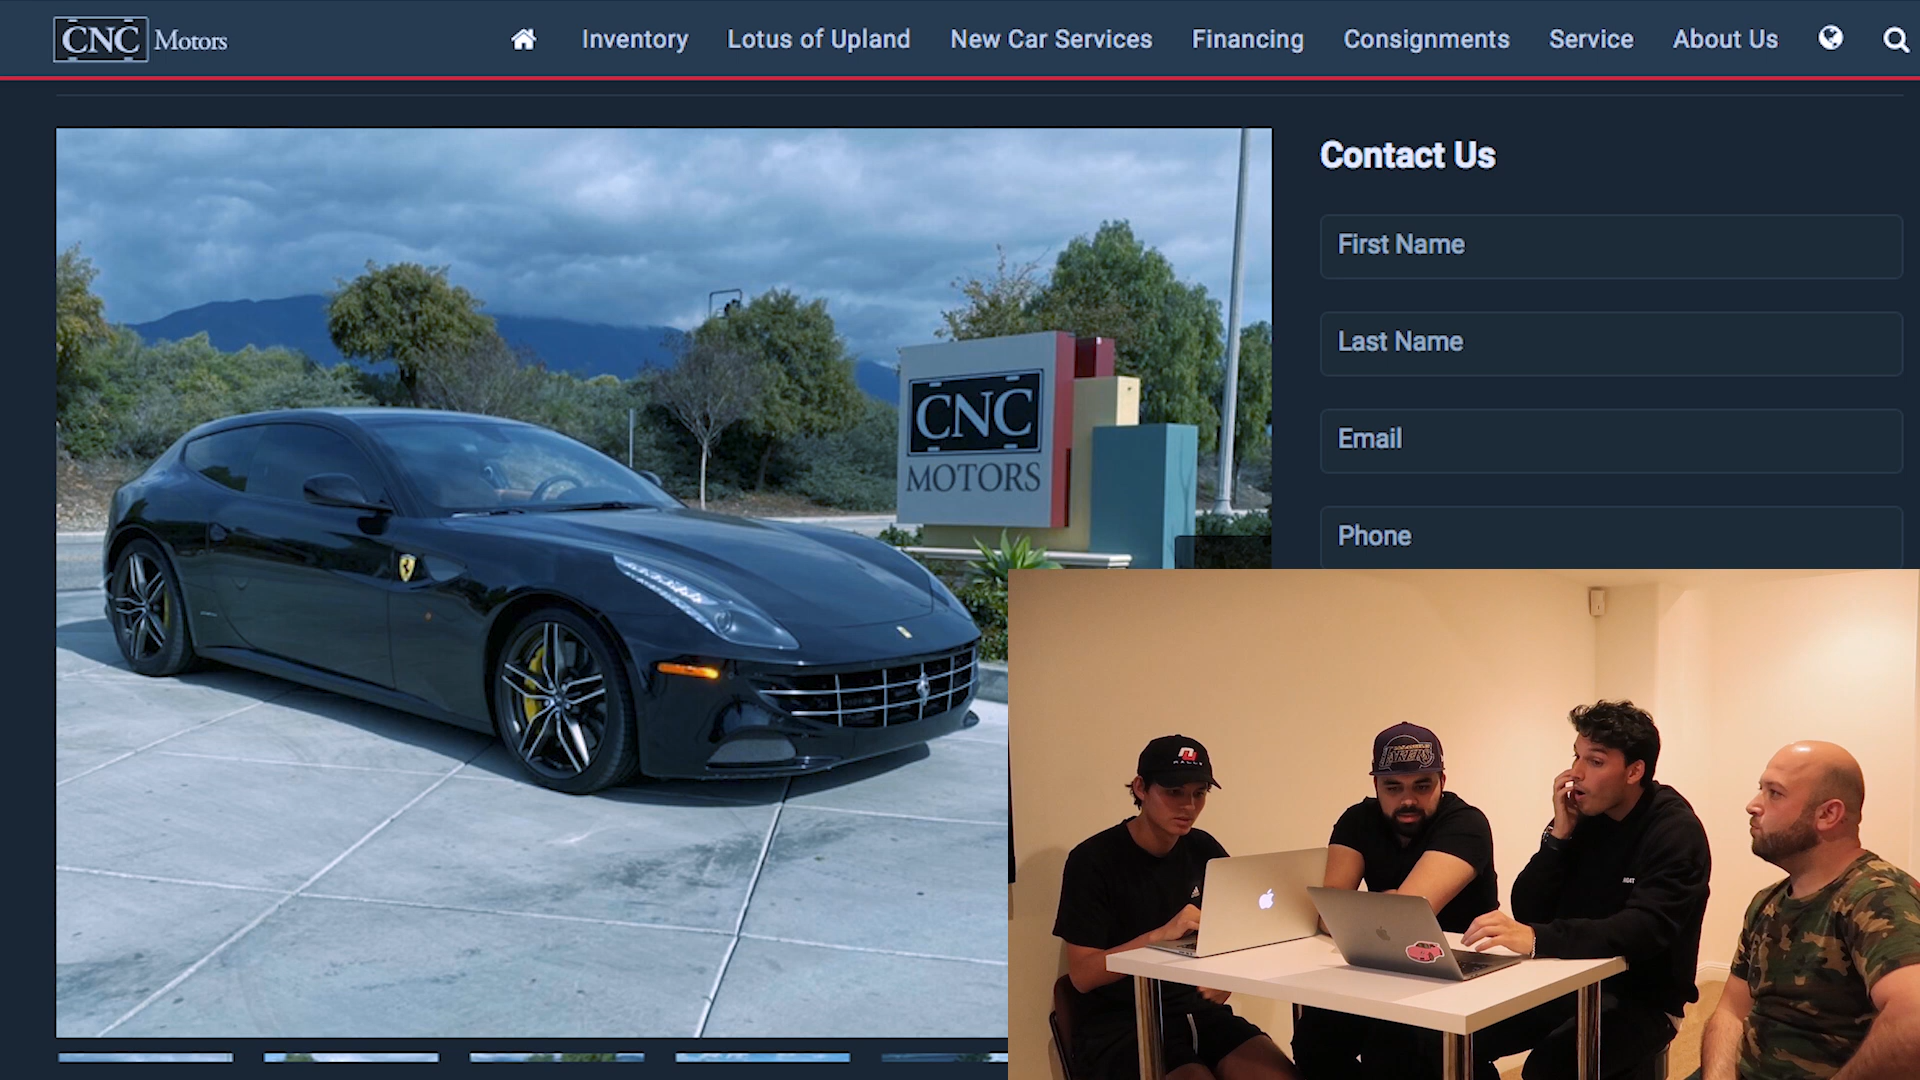 CNC Motors
Inventory
Lotus of Upland
New Car Services
Financing
Consignments
Service
About Us
Contact Us
First Name
Last Name
Email
Phone
CNC
MOTORS
LAKERS